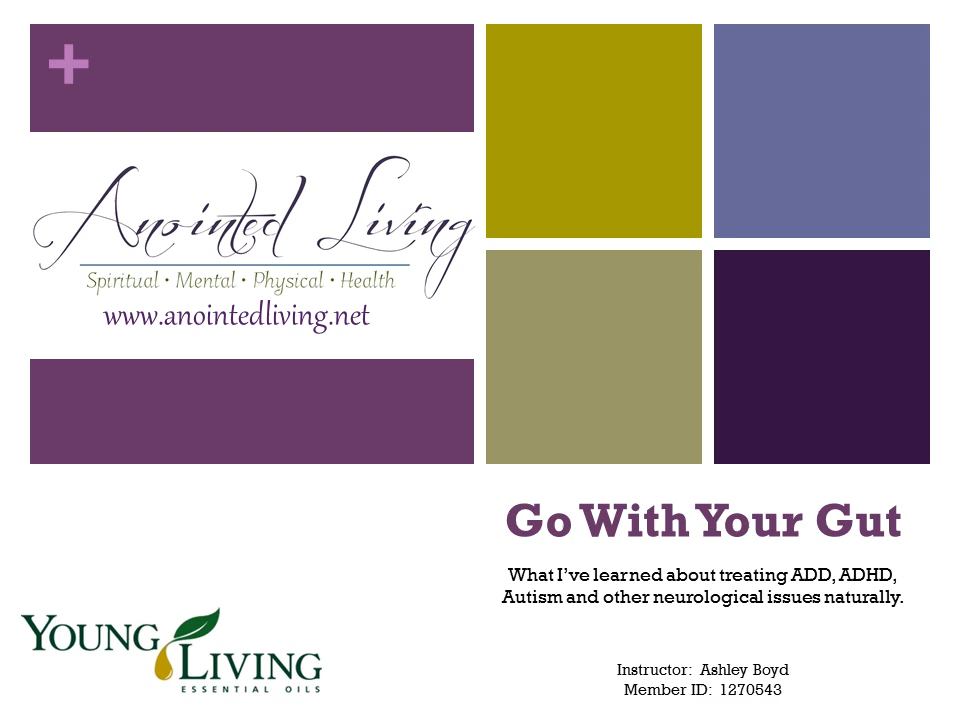 +
Anointed Living
Spiritual • Mental • Physical • Health
www.anointedliving.net
Go With Your Gut
What I’ve learned about treating ADD, ADHD,
Autism and other neurological issues naturally.
YOUNG LIVING
ESSENTIAL OILS
Instructor: Ashley Boyd
Member ID: 1270543